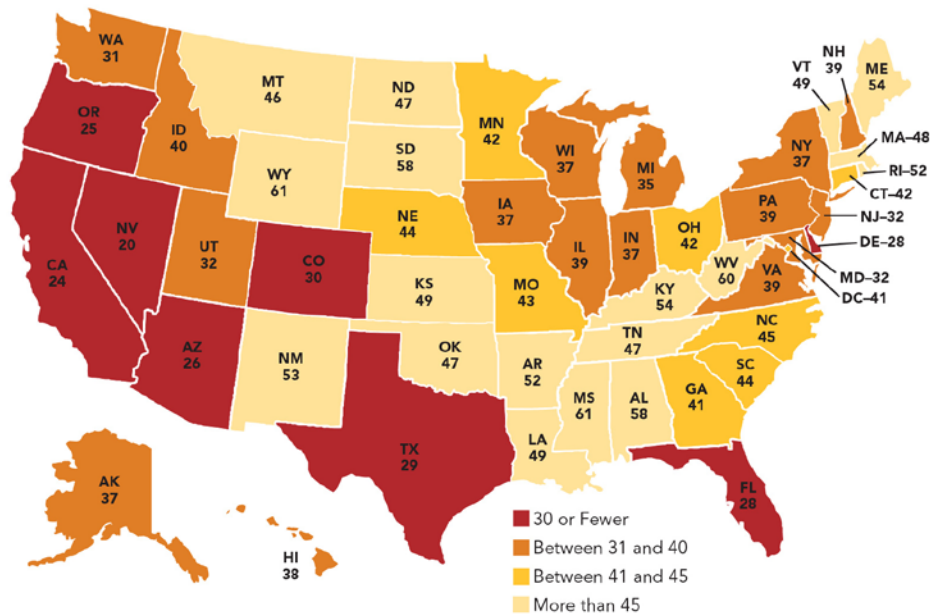 WA
31
OR
25
ID
40
MT
46
ND
47
MN
42
SD
58
WY
61
NV
20
CA
24
UT
32
CO
30
NE
44
KS
49
IA
37
MO
43
WI
37
IL
39
MI
35
IN
37
OH
42
AZ
26
NM
53
OK
47
TX
29
AR
52
LA
49
MS
61
AL
58
TN
47
KY
54
WV
60
VA
39
NC
45
SC
44
GA
41
FL
28
PA
39
NY
37
VT
49
NH
39
ME
54
MA–48
RI–52
CT–42
NJ–32
DE–28
MD–32
DC–41
AK
37
HI
38
30 or Fewer
Between 31 and 40
Between 41 and 45
More than 45